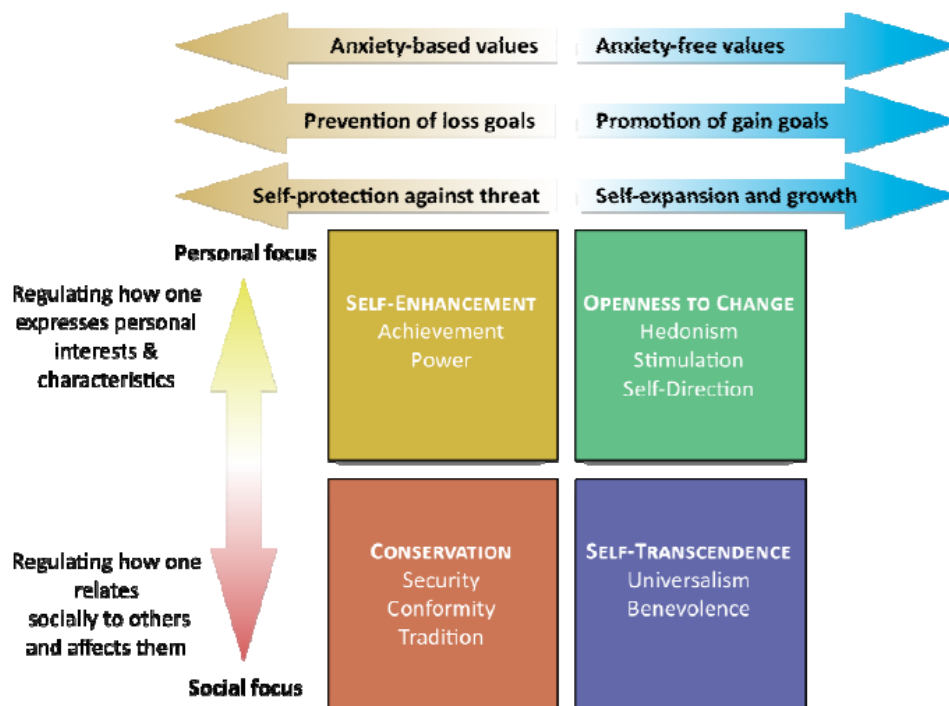 Anxiety-based values
Anxiety-free values
Prevention of loss goals
Promotion of gain goals
Self-protection against threat
Self-expansion and growth
Personal focus
Regulating how one
expresses personal
interests &
characteristics
SELF-ENHANCEMENT
Achievement
Power
OPENNESS TO CHANGE
Hedonism
Stimulation
Self-Direction
Regulating how one
relates
socially to others
and affects them
Social focus
CONSERVATION
Security
Conformity
Tradition
SELF-TRANSCENDENCE
Universalism
Benevolence